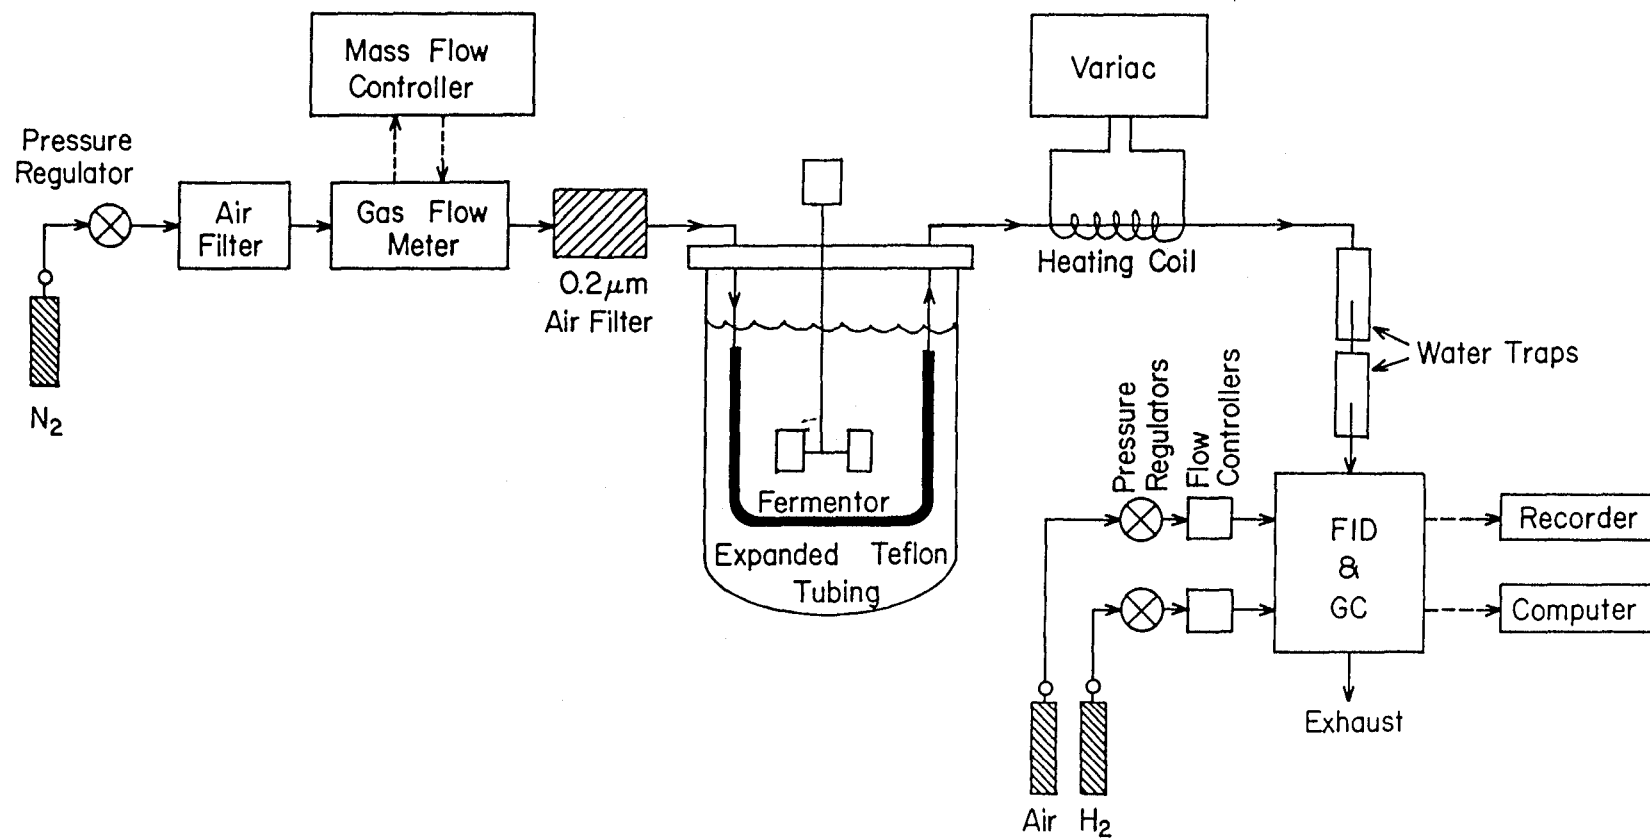 Mass Flow
Controller
Variac
Pressure
Regulator
Air
Filter
Gas Flow
Meter
Heating Coil
0.2μm
Air Filter
Water Traps
N2
Pressure
Regulators
Flow
Controllers
Fermentor
Expanded Teflon
Tubing
FID
&
GC
Recorder
Computer
Exhaust
Air H2